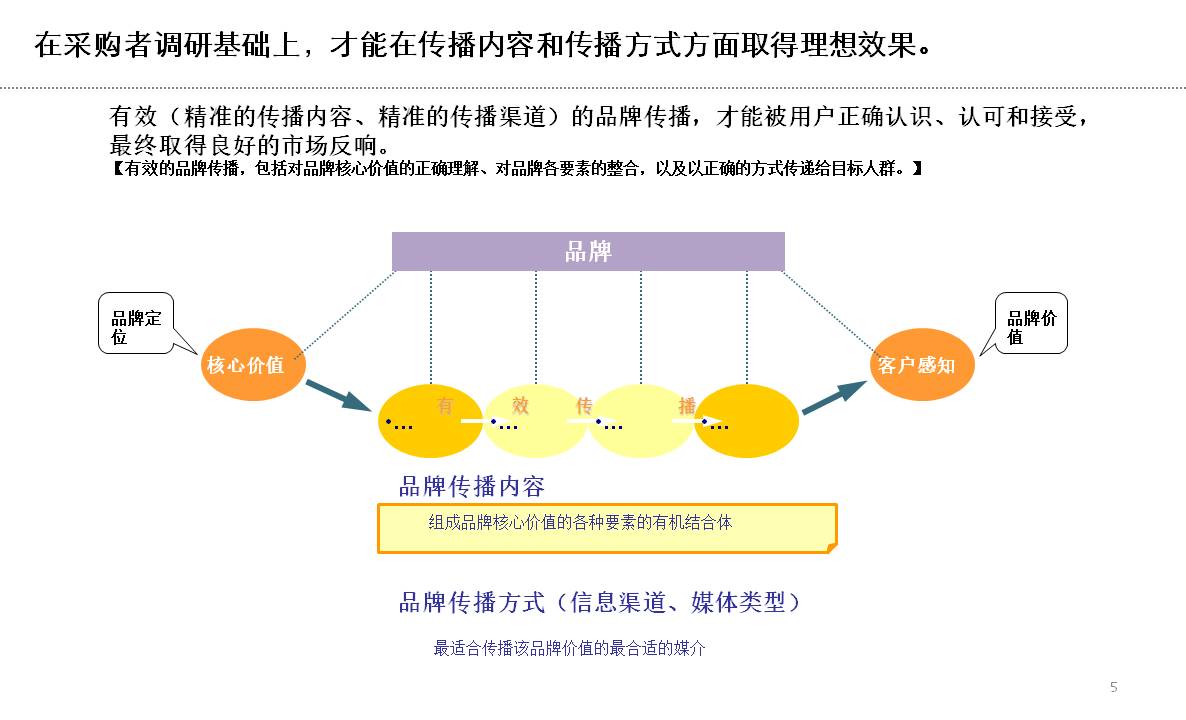 在采购者调研基础上，才能在传播内容和传播方式方面取得理想效果。
有效（精准的传播内容、精准的传播渠道）的品牌传播，才能被用户正确认识、认可和接受，
最终取得良好的市场反响。
【有效的品牌传播，包括对品牌核心价值的正确理解、对品牌各要素的整合，以及以正确的方式传递给目标人群。】
品牌
品牌定
位
核心价值
品牌价
值
客户感知
有 效 传 播
•... •... •... •...
品牌传播内容
组成品牌核心价值的各种要素的有机结合体
品牌传播方式（信息渠道、媒体类型）
最适合传播该品牌价值的最合适的媒介
5